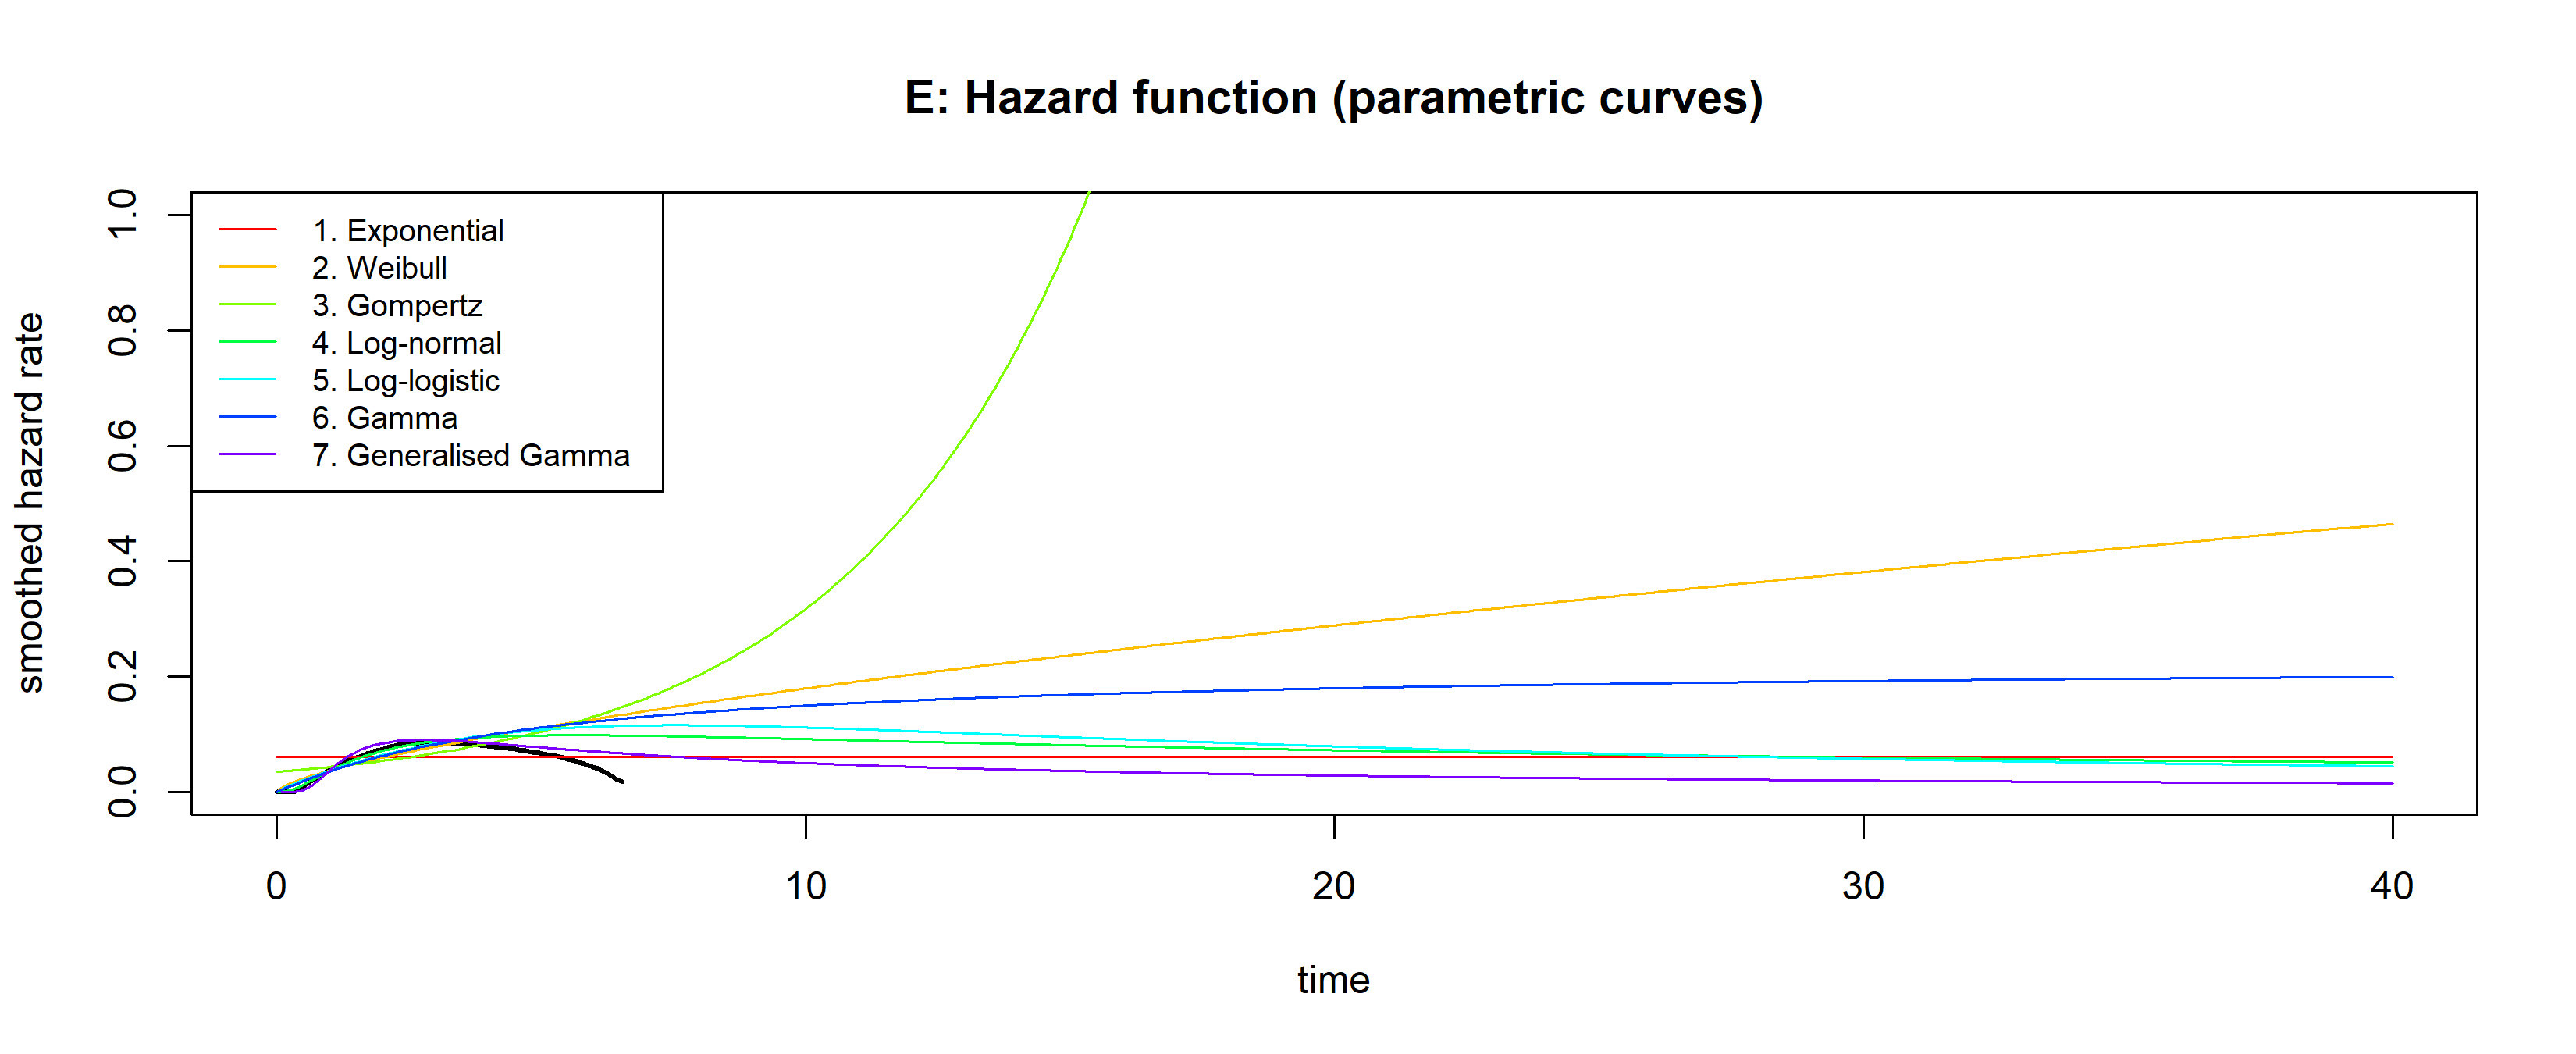 E: Hazard function (parametric curves)
smoothed hazard rate
1.0
0.8
0.6
0.4
0.2
0.0
1. Exponential
2. Weibull
3. Gompertz
4. Log-normal
5. Log-logistic
6. Gamma
7. Generalised Gamma
0 10 20 30 40
time